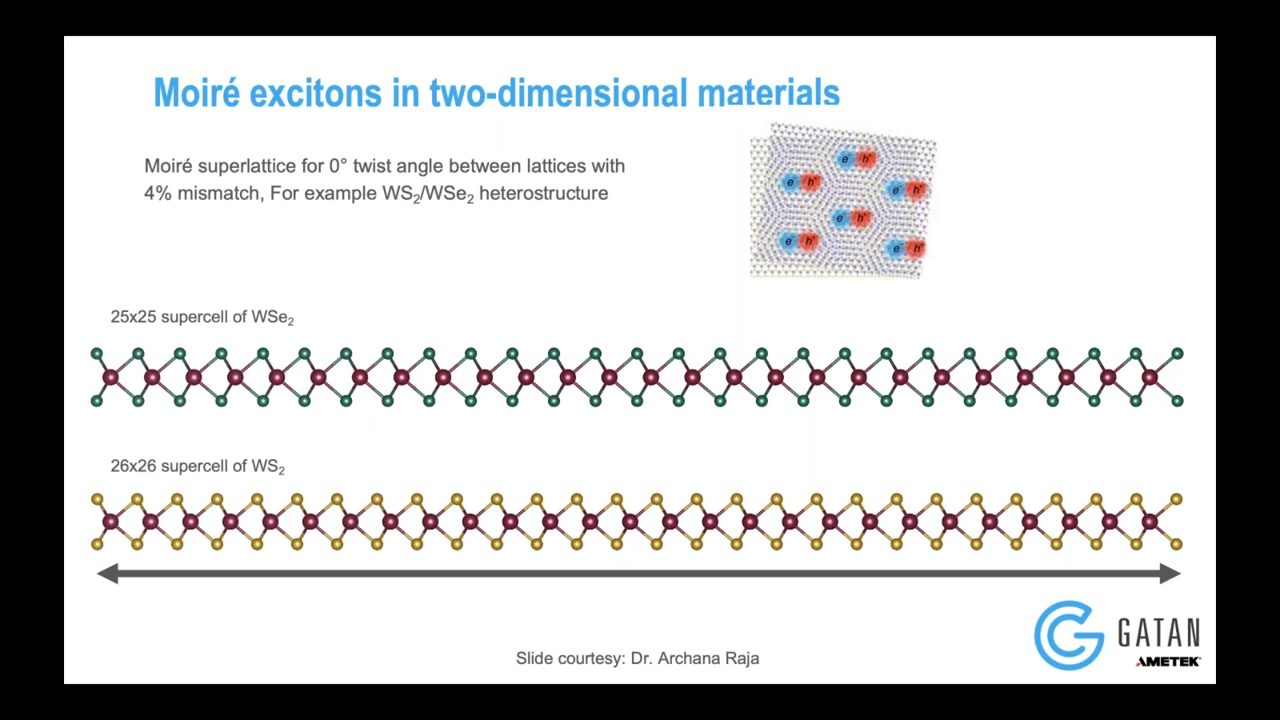 Moiré excitons in two-dimensional materials
Moiré superlattice for 0° twist angle between lattices with
4% mismatch, For example WS₂/WSe₂ heterostructure
e⁻ h⁺
e⁻ h⁺
e⁻ h⁺
e⁻ h⁺
e⁻ h⁺
e⁻ h⁺
25x25 supercell of WSe₂
26x26 supercell of WS₂
GATAN
AMETEK
Slide courtesy: Dr. Archana Raja